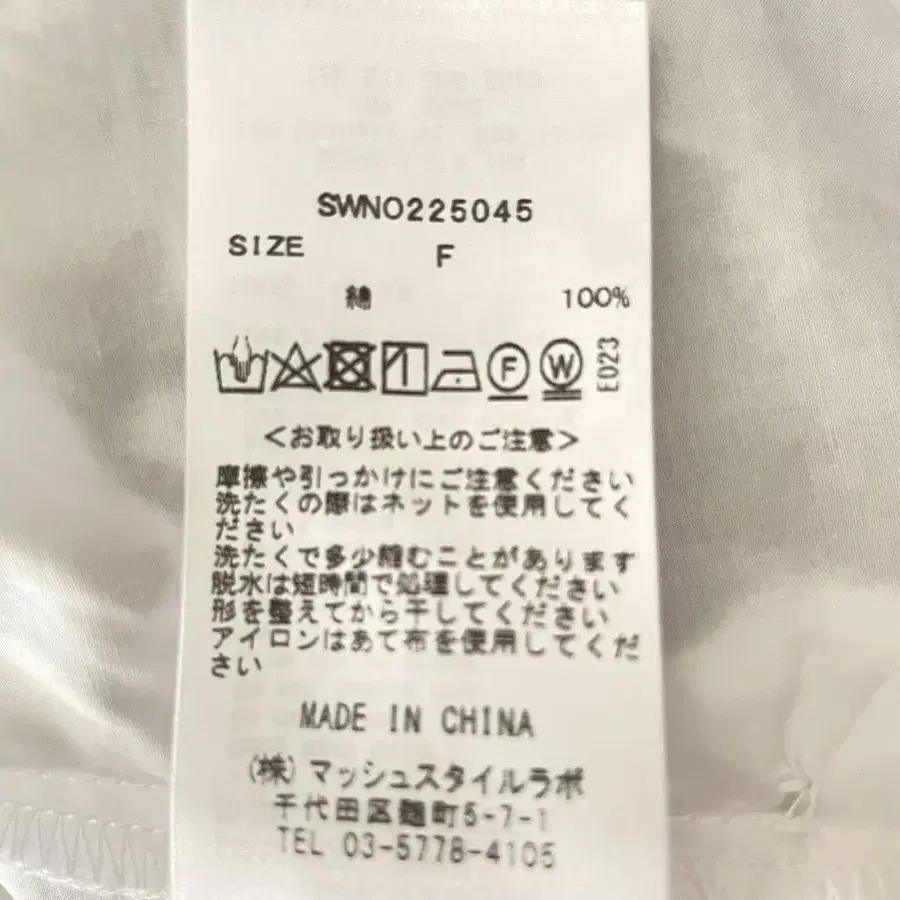 SWNO225045
SIZE F
綿 100%
F W E023
<お取り扱い上のご注意>
摩擦や引っかけにご注意ください
洗たくの際はネットを使用してく
ださい
洗たくで多少縮むことがあります
脱水は短時間で処理してください
形を整えてから干してください
アイロンはあて布を使用してくだ
さい
MADE IN CHINA
(株)マッシュスタイルラボ
千代田区麹町5-7-1
TEL 03-5778-4105